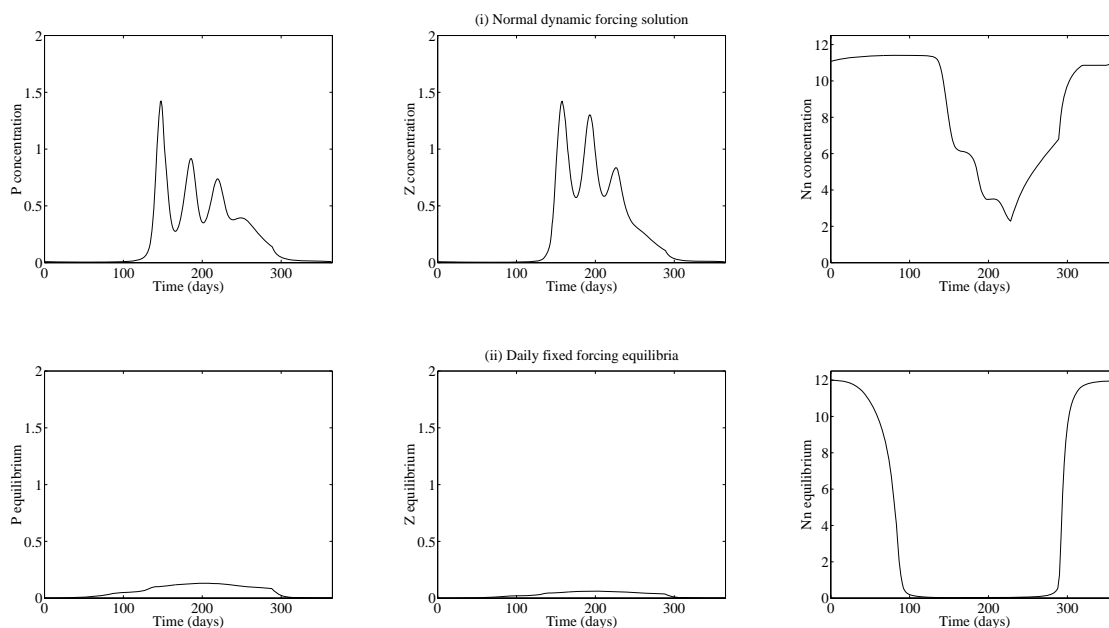 (i) Normal dynamic forcing solution
P concentration
2
1.5
1
0.5
0
0 100 200 300
Time (days)
Z concentration
2
1.5
1
0.5
0
0 100 200 300
Time (days)
Nn concentration
12
10
8
6
4
2
0
0 100 200 300
Time (days)
(ii) Daily fixed forcing equilibria
P equilibrium
2
1.5
1
0.5
0
0 100 200 300
Time (days)
Z equilibrium
2
1.5
1
0.5
0
0 100 200 300
Time (days)
Nn equilibrium
12
10
8
6
4
2
0
0 100 200 300
Time (days)